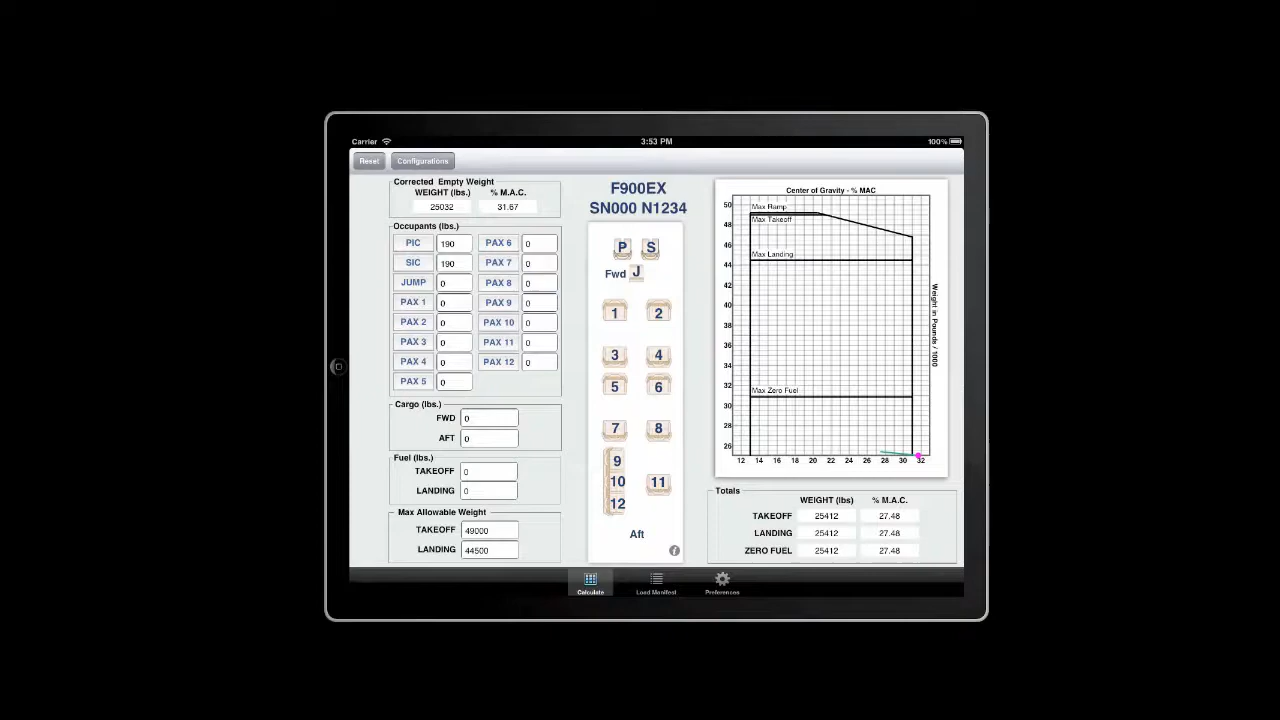 Carrier 3:53 PM 100%
Reset Configurations
Corrected Empty Weight
WEIGHT (lbs.) % M.A.C.
25032 31.67
Occupants (lbs.)
PIC 190 PAX 6 0
SIC 190 PAX 7 0
JUMP 0 PAX 8 0
PAX 1 0 PAX 9 0
PAX 2 0 PAX 10 0
PAX 3 0 PAX 11 0
PAX 4 0 PAX 12 0
PAX 5 0
Cargo (lbs.)
FWD 0
AFT 0
Fuel (lbs.)
TAKEOFF 0
LANDING 0
Max Allowable Weight
TAKEOFF 49000
LANDING 44500
F900EX
SN000 N1234
P S
Fwd J
1 2
3 4
5 6
7 8
9
10 11
12
Aft
i
Center of Gravity - % MAC
50
Max Ramp
48
Max Takeoff
46
Max Landing
44
42
40
38
36
34
32
Max Zero Fuel
30
28
26
12 14 16 18 20 22 24 26 28 30 32
Weight in Pounds / 1000
Totals
WEIGHT (lbs) % M.A.C.
TAKEOFF 25412 27.48
LANDING 25412 27.48
ZERO FUEL 25412 27.48
Calculate Load Manifest Preferences